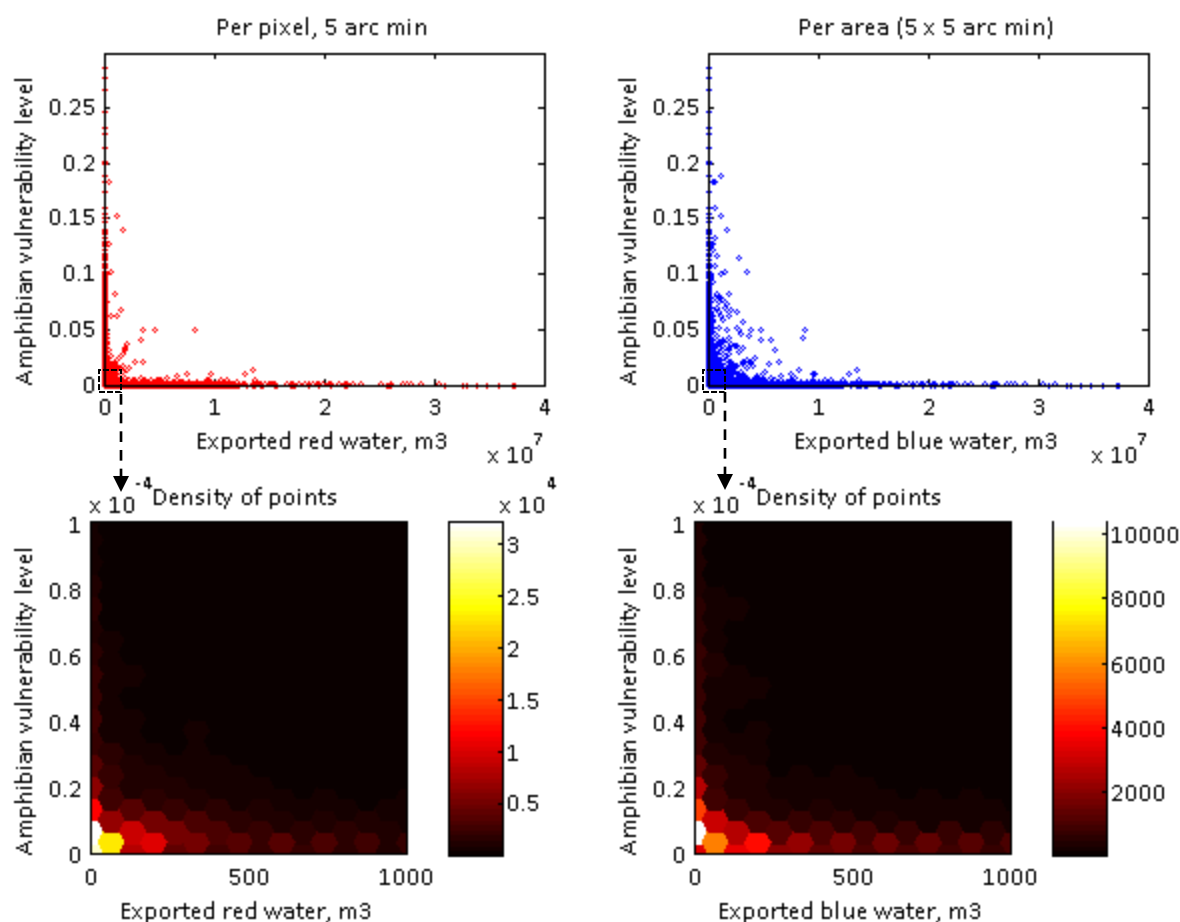 Per pixel, 5 arc min
Amphibian vulnerability level
0.25
0.2
0.15
0.1
0.05
0
0 1 2 3 4
Exported red water, m3
x 10^7
Per area (5 x 5 arc min)
Amphibian vulnerability level
0.25
0.2
0.15
0.1
0.05
0
0 1 2 3 4
Exported blue water, m3
x 10^7
x 10^-4
Density of points
x 10^4
Amphibian vulnerability level
1
0.8
0.6
0.4
0.2
0
0 500 1000
Exported red water, m3
3
2.5
2
1.5
1
0.5
x 10^-4
Density of points
Amphibian vulnerability level
1
0.8
0.6
0.4
0.2
0
0 500 1000
Exported blue water, m3
10000
8000
6000
4000
2000